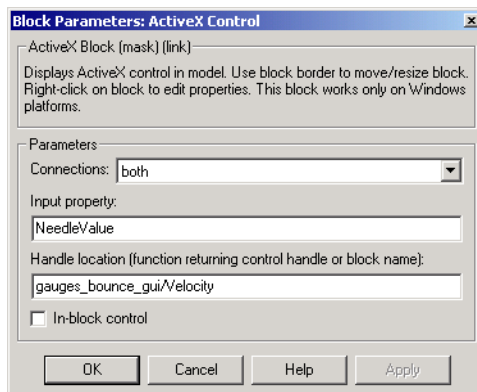 Block Parameters: ActiveX Control
ActiveX Block (mask) (link)
Displays ActiveX control in model. Use block border to move/resize block.
Right-click on block to edit properties. This block works only on Windows
platforms.
Parameters
Connections: both
Input property:
NeedleValue
Handle location (function returning control handle or block name):
gauges_bounce_gui/Velocity
In-block control
OK Cancel Help Apply